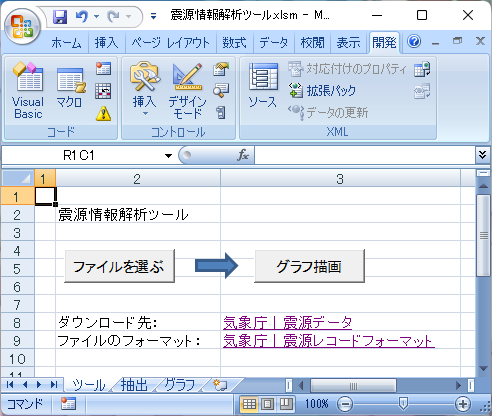 震源情報解析ツール.xlsm - M...
ホーム 挿入 ページ レイアウト 数式 データ 校閲 表示 開発
Visual Basic マクロ 挿入 デザイン モード ソース 対応付けのプロパティ
拡張パック
データの更新
コード コントロール XML
R1C1 fx
1 2 3
1
2 震源情報解析ツール
3
4
5 ファイルを選ぶ グラフ描画
6
7
8 ダウンロード先: 気象庁|震源データ
9 ファイルのフォーマット: 気象庁|震源レコードフォーマット
10
11
ツール 抽出 グラフ
コマンド 100%